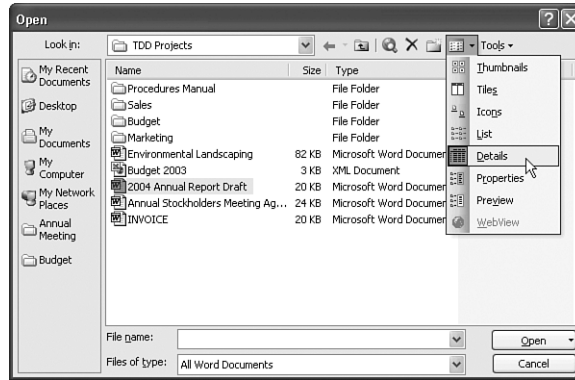 Open
Look in: TDD Projects Tools
My Recent Documents
Desktop
My Documents
My Computer
My Network Places
Annual Meeting
Budget
Name Size Type
Procedures Manual File Folder
Sales File Folder
Budget File Folder
Marketing File Folder
Environmental Landscaping 82 KB Microsoft Word Documer
Budget 2003 3 KB XML Document
2004 Annual Report Draft 20 KB Microsoft Word Documer
Annual Stockholders Meeting Ag... 24 KB Microsoft Word Documer
INVOICE 20 KB Microsoft Word Documer
Thumbnails
Tiles
Icons
List
Details
Properties
Preview
WebView
File name:
Open
Files of type: All Word Documents
Cancel